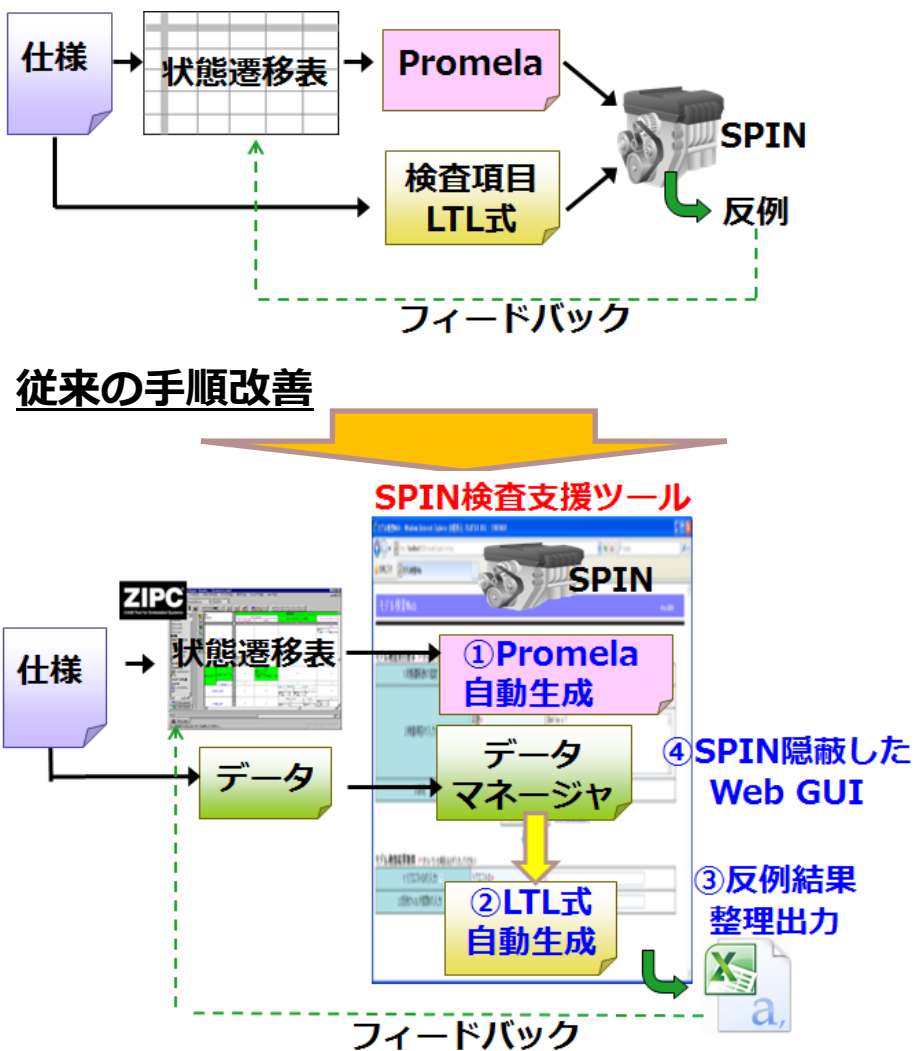 仕様
状態遷移表
Promela
SPIN
検査項目
LTL式
反例
フィードバック
従来の手順改善
SPIN検査支援ツール
SPIN
ZIPC
仕様
状態遷移表
①Promela
自動生成
データ
データ
マネージャ
④SPIN隠蔽した
Web GUI
②LTL式
自動生成
③反例結果
整理出力
a,
フィードバック